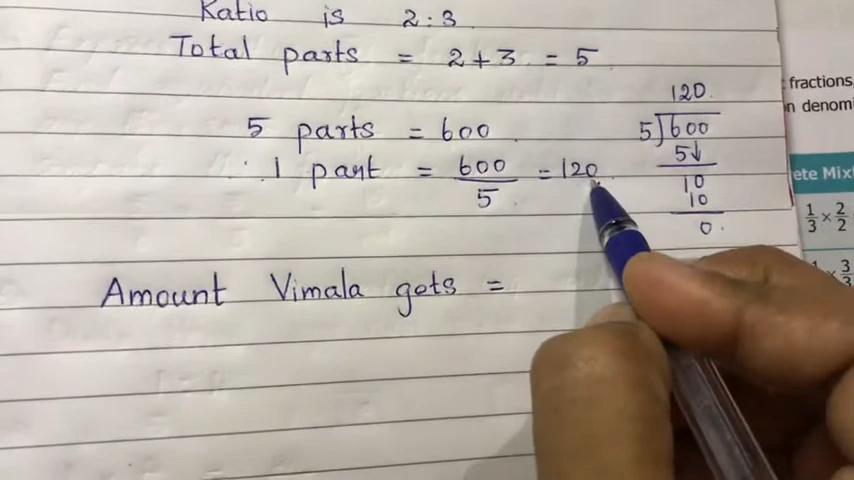 Ratio is 2:3
Total parts = 2+3 = 5
5 parts = 600
1 part = 600/5 = 120
120
5)600
5↓
10
10
0
Amount Vimala gets =
fractions,
n denomi
ete Mix
1/3 × 2/2